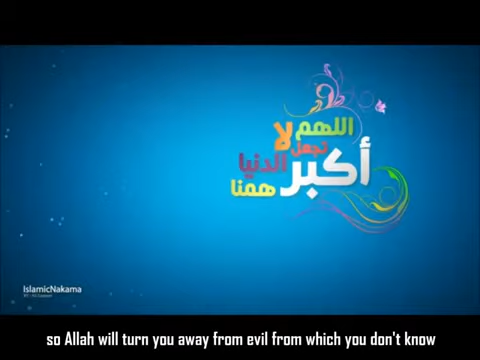 اللهم
لا
تجعل
الدنيا
أكبر
همنا
IslamicNakama
so Allah will turn you away from evil from which you don't know